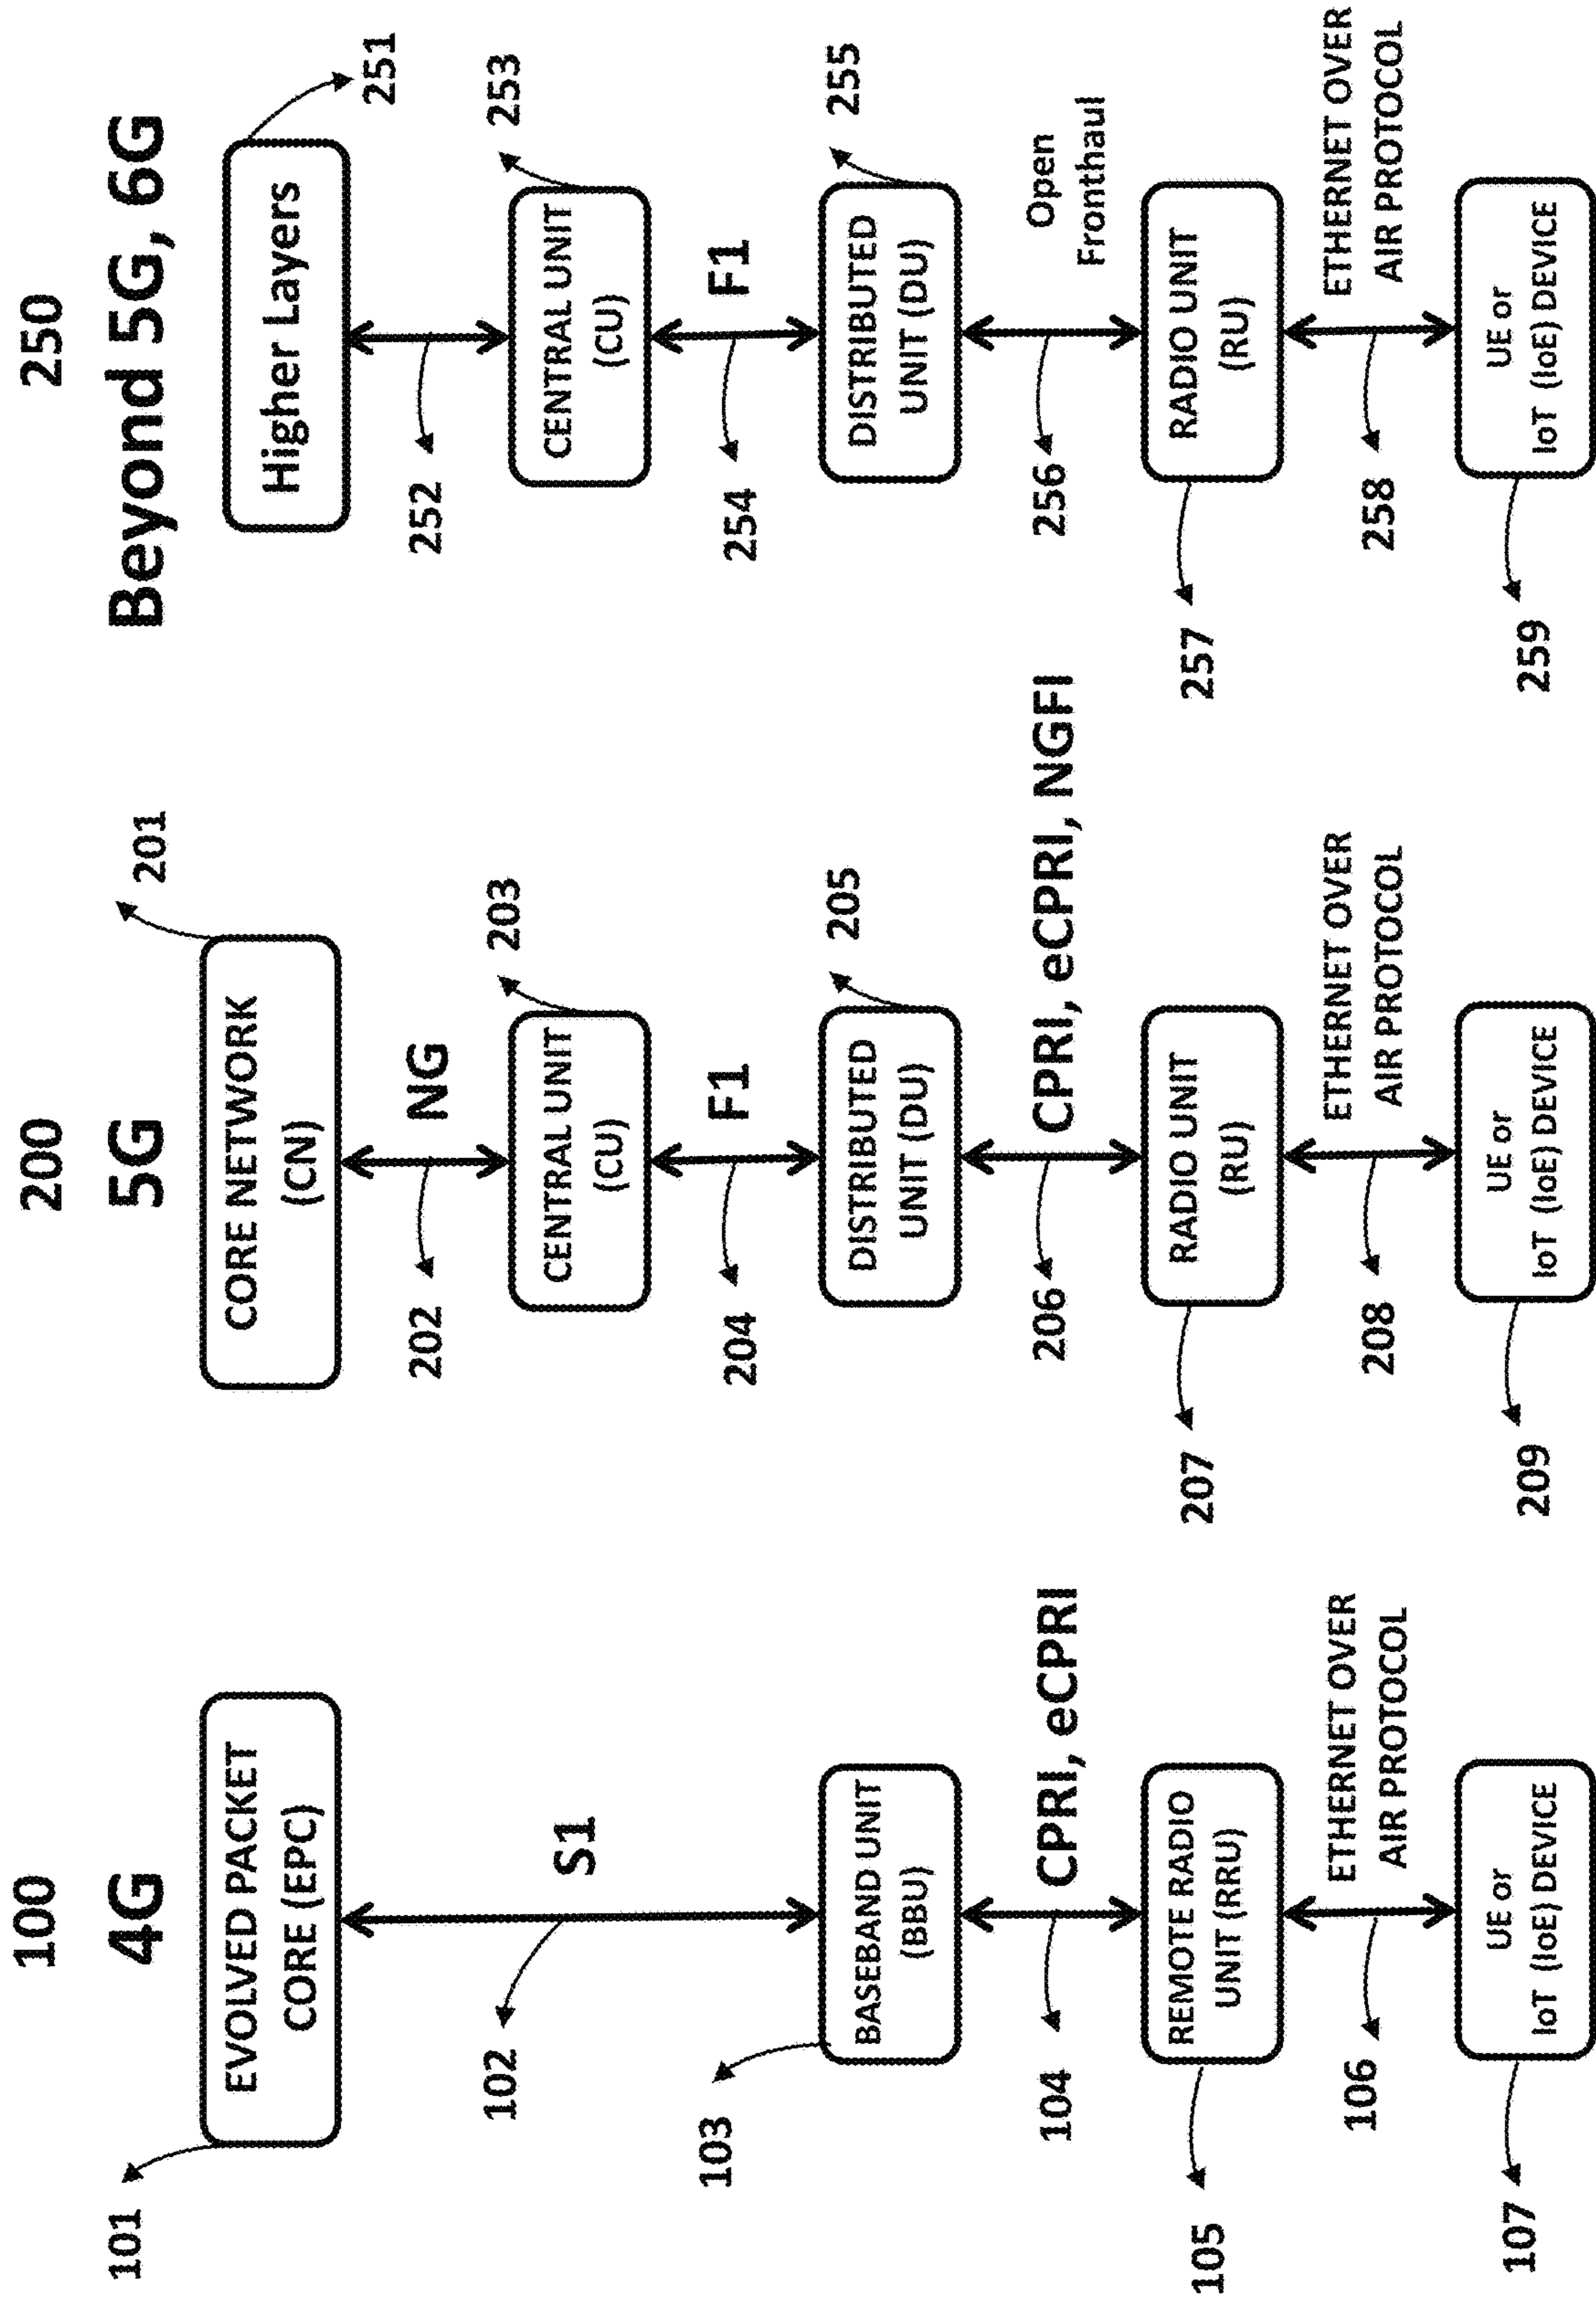 100
4G
101
EVOLVED PACKET
CORE (EPC)
102
S1
103
BASEBAND UNIT
(BBU)
104
CPRI, eCPRI
105
REMOTE RADIO
UNIT (RRU)
106
ETHERNET OVER
AIR PROTOCOL
107
UE or
IoT (IoE) DEVICE
200
5G
201
CORE NETWORK
(CN)
202
NG
203
CENTRAL UNIT
(CU)
204
F1
205
DISTRIBUTED
UNIT (DU)
206
CPRI, eCPRI, NGFI
207
RADIO UNIT
(RU)
208
ETHERNET OVER
AIR PROTOCOL
209
UE or
IoT (IoE) DEVICE
250
Beyond 5G, 6G
251
Higher Layers
252
253
CENTRAL UNIT
(CU)
254
F1
255
DISTRIBUTED
UNIT (DU)
256
Open
Fronthaul
257
RADIO UNIT
(RU)
258
ETHERNET OVER
AIR PROTOCOL
259
UE or
IoT (IoE) DEVICE